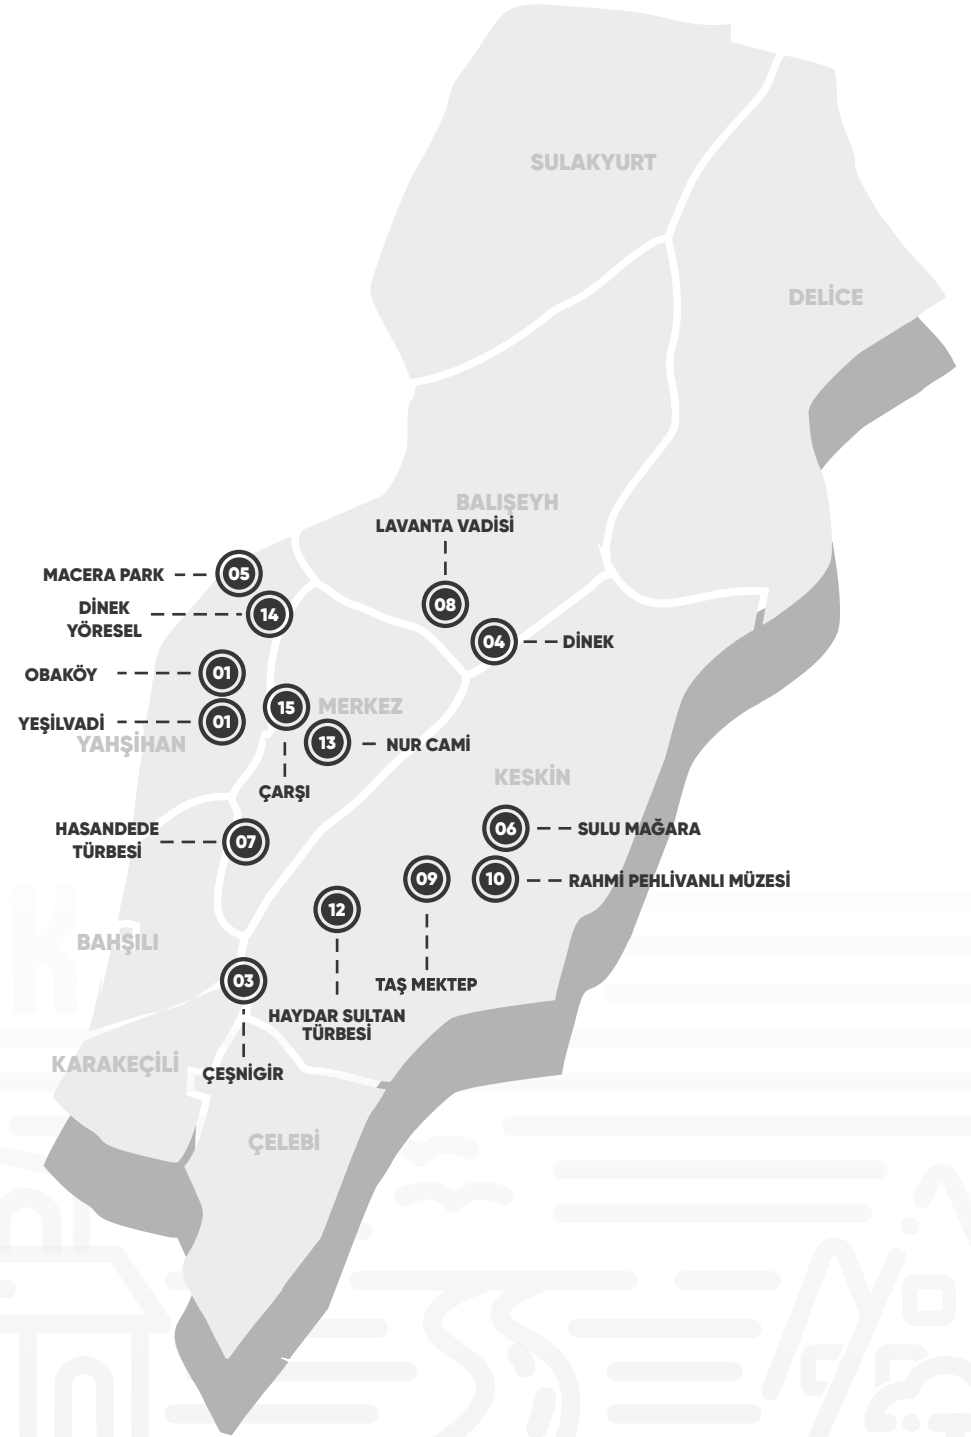 SULAKYURT
DELİCE
BALIŞEYH
LAVANTA VADİSİ
MACERA PARK
05
DİNEK
YÖRESEL
14
08
04
DİNEK
OBAKÖY
01
YEŞİLVADİ
01
YAHŞİHAN
15
MERKEZ
13
NUR CAMİ
ÇARŞI
KESKİN
HASANDEDE
TÜRBESİ
07
06
SULU MAĞARA
09
10
RAHMİ PEHLİVANLI MÜZESİ
12
BAHŞILI
03
TAŞ MEKTEP
HAYDAR SULTAN
TÜRBESİ
KARAKEÇİLİ
ÇEŞNİGİR
ÇELEBİ